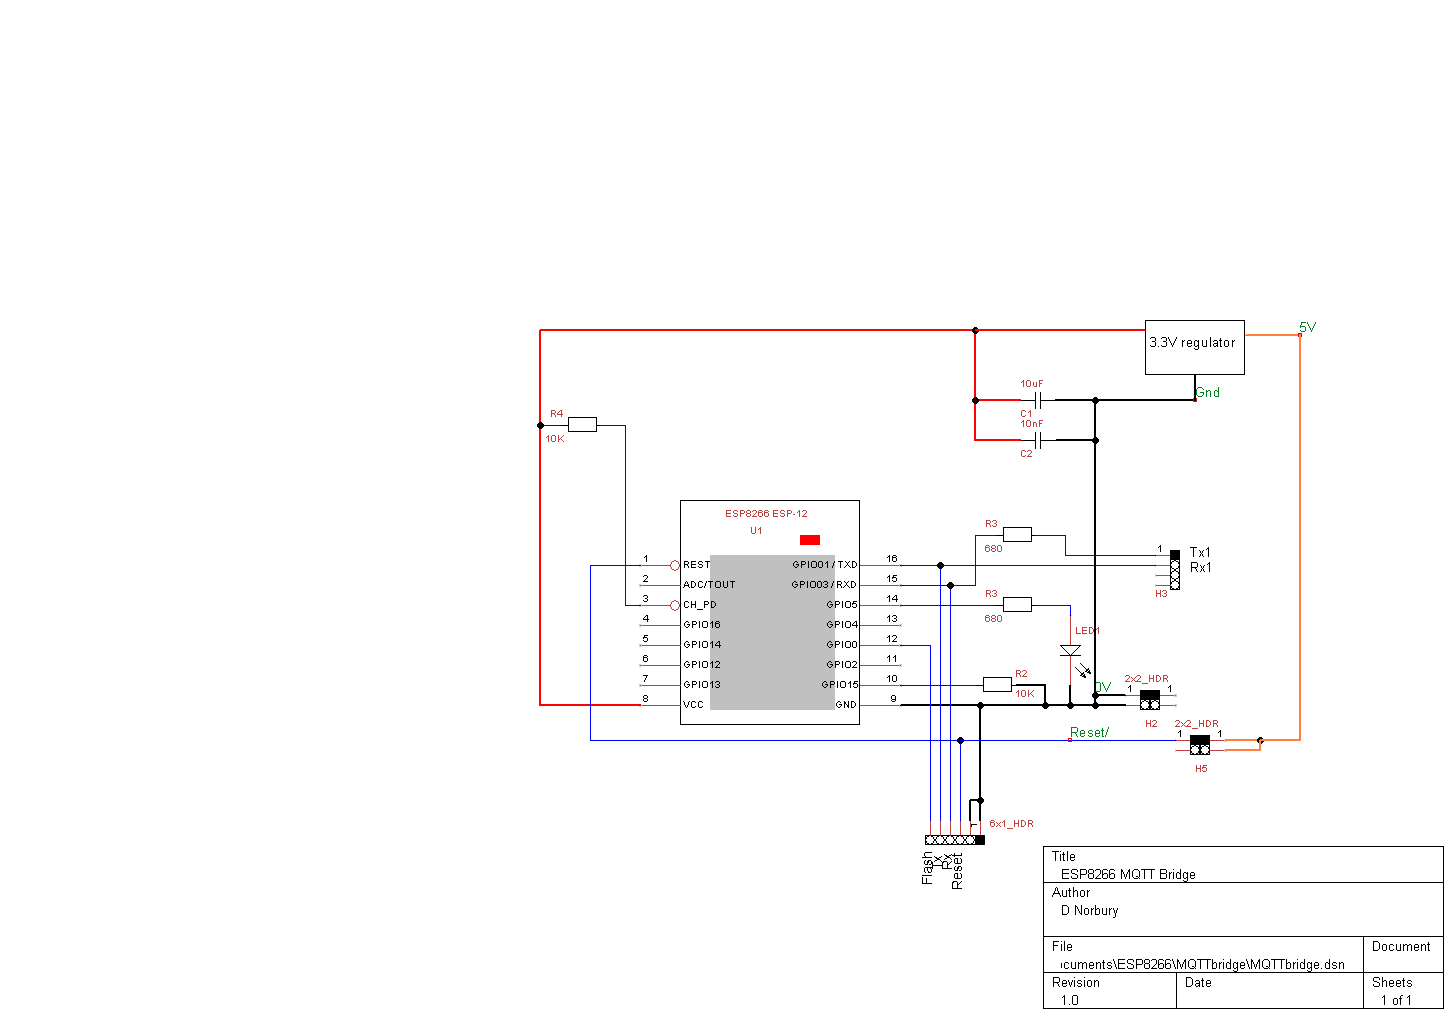 5V
3.3V regulator
Gnd
10uF
C1
10nF
C2
R4
10K
ESP8266 ESP-12
U1
1 REST
2 ADC/TOUT
3 CH_PD
4 GPIO16
5 GPIO14
6 GPIO12
7 GPIO13
8 VCC
GPIO01/TXD 16
GPIO03/RXD 15
GPIO5 14
GPIO4 13
GPIO0 12
GPIO2 11
GPIO15 10
GND 9
R3
680
1 Tx1
Rx1
H3
R3
680
LED1
R2
10K
0V
2x2_HDR
1 1
H2
Reset/
2x2_HDR
1 1
H5
1
6x1_HDR
Flash
Tx
Rx
Reset
Title
ESP8266 MQTT Bridge
Author
D Norbury
File Document
cuments\ESP8266\MQTTbridge\MQTTbridge.dsn
Revision Date Sheets
1.0 1 of 1